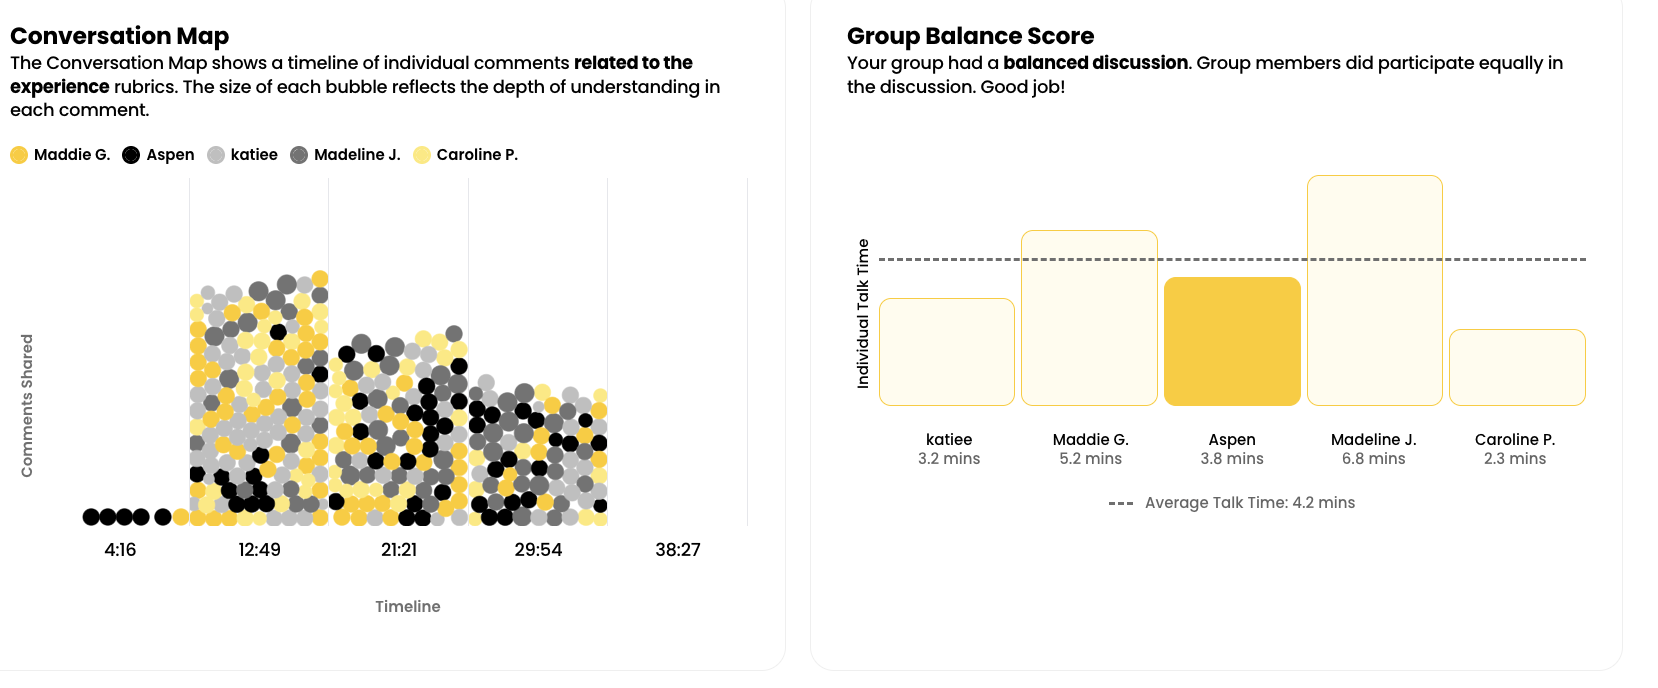 Conversation Map
The Conversation Map shows a timeline of individual comments related to the
experience rubrics. The size of each bubble reflects the depth of understanding in
each comment.
Maddie G. Aspen katiee Madeline J. Caroline P.
Comments Shared
4:16 12:49 21:21 29:54 38:27
Timeline
Group Balance Score
Your group had a balanced discussion. Group members did participate equally in
the discussion. Good job!
Individual Talk Time
katiee Maddie G. Aspen Madeline J. Caroline P.
3.2 mins 5.2 mins 3.8 mins 6.8 mins 2.3 mins
Average Talk Time: 4.2 mins